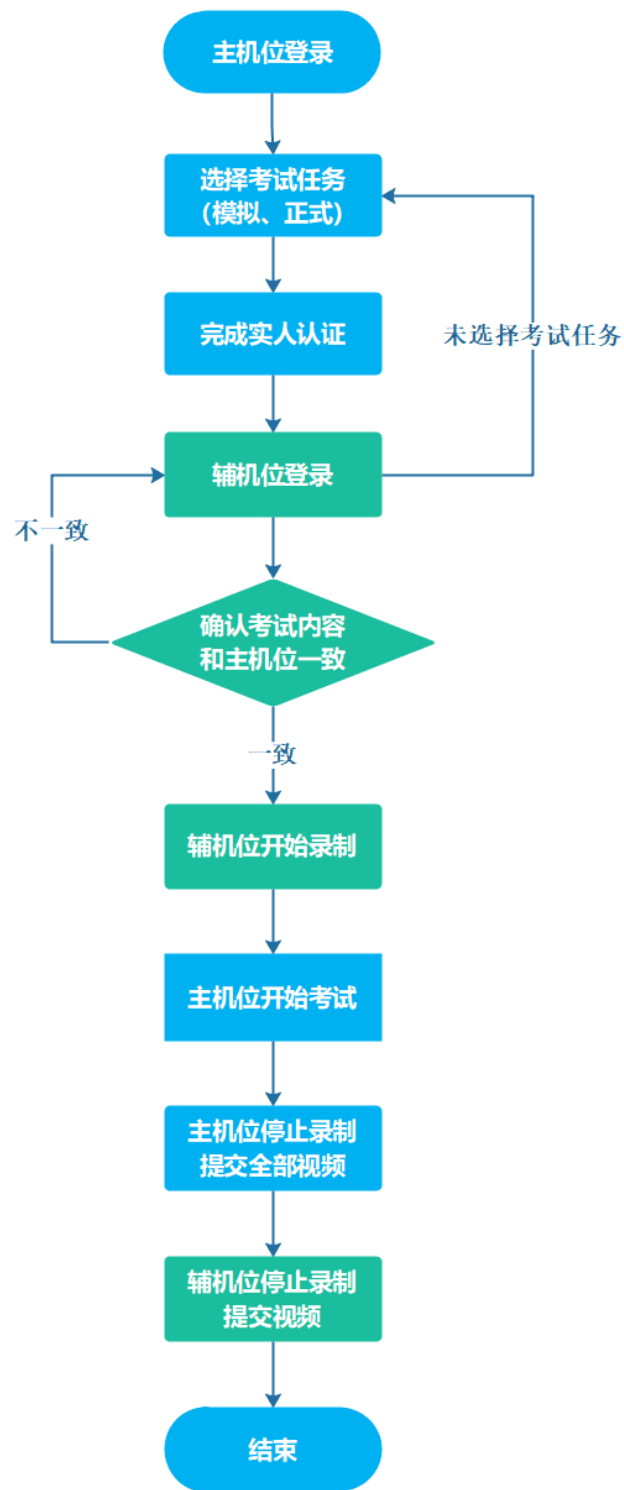 主机位登录
选择考试任务
（模拟、正式）
完成实人认证
未选择考试任务
辅机位登录
不一致
确认考试内容
和主机位一致
一致
辅机位开始录制
主机位开始考试
主机位停止录制
提交全部视频
辅机位停止录制
提交视频
结束